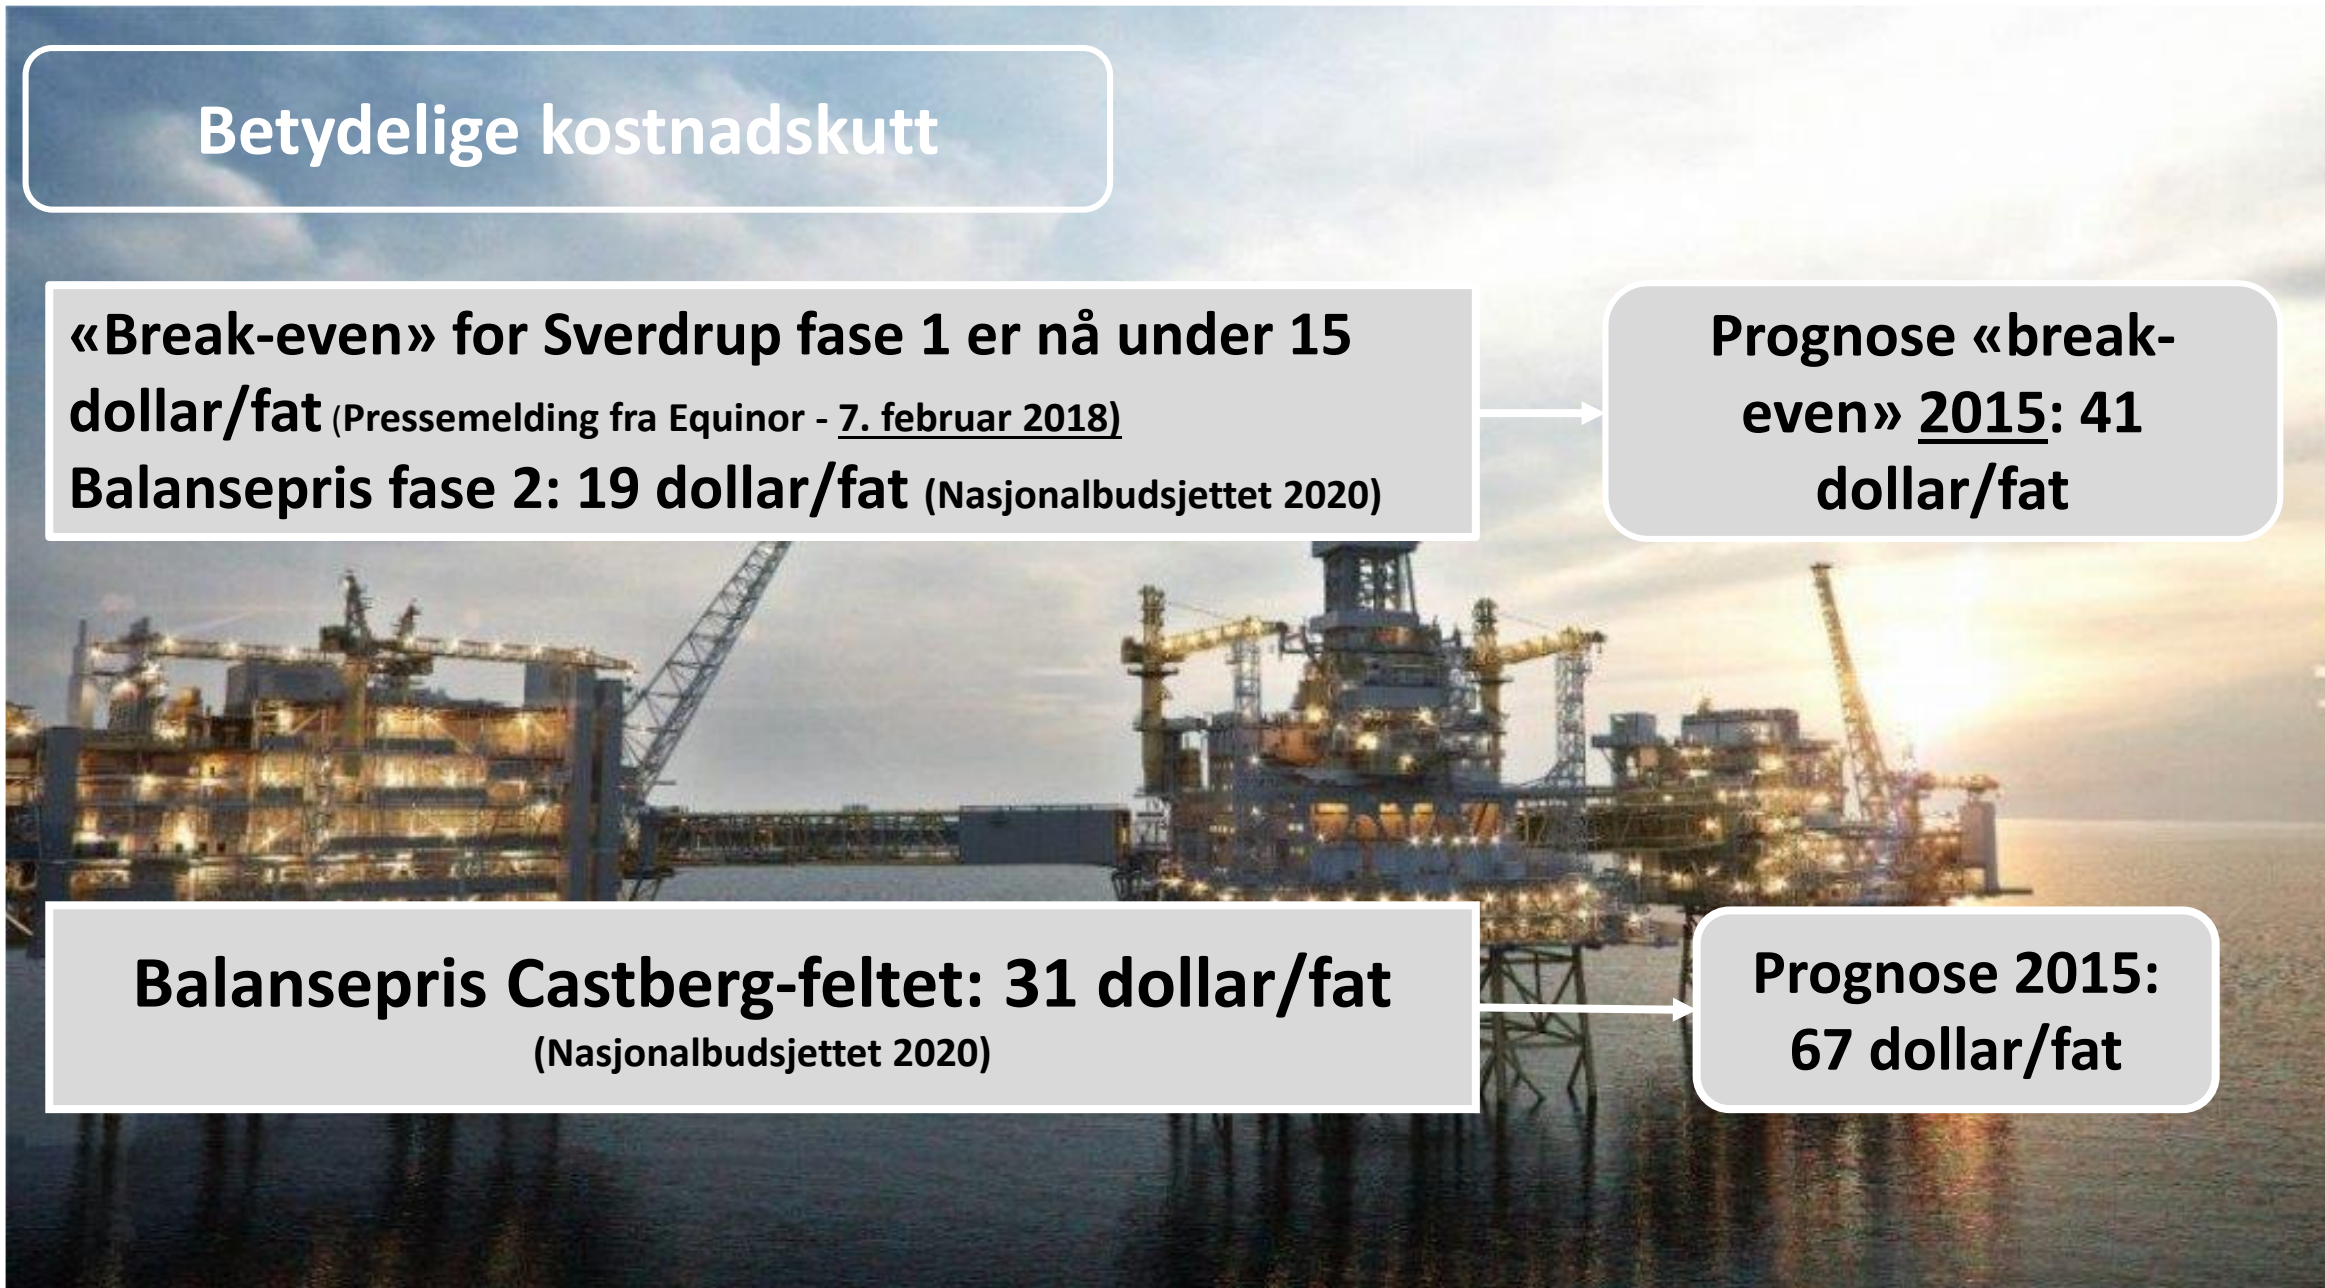 Betydelige kostnadskutt
«Break-even» for Sverdrup fase 1 er nå under 15
dollar/fat (Pressemelding fra Equinor - 7. februar 2018)
Balansepris fase 2: 19 dollar/fat (Nasjonalbudsjettet 2020)
Prognose «break-
even» 2015: 41
dollar/fat
Balansepris Castberg-feltet: 31 dollar/fat
(Nasjonalbudsjettet 2020)
Prognose 2015:
67 dollar/fat